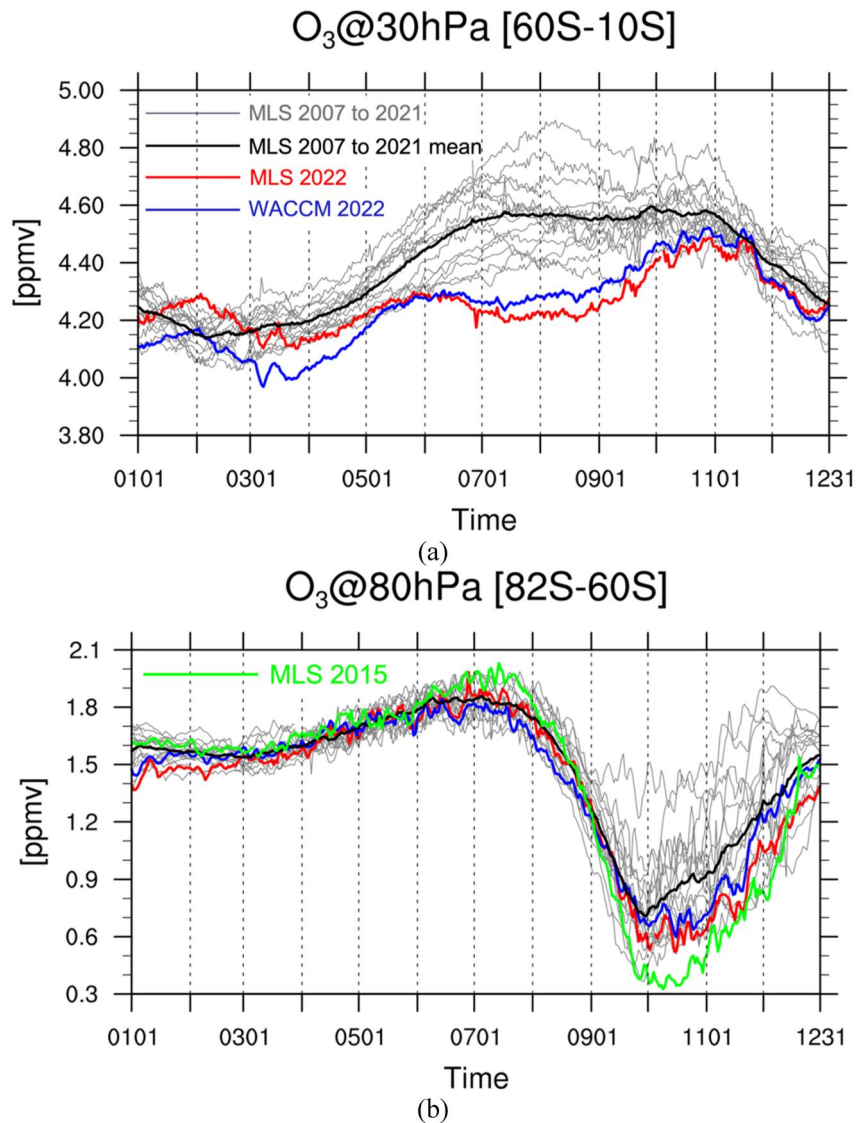 O3@30hPa [60S-10S]
5.00
4.80
4.60
4.40
4.20
4.00
3.80
[ppmv]
MLS 2007 to 2021
MLS 2007 to 2021 mean
MLS 2022
WACCM 2022
0101 0301 0501 0701 0901 1101 1231
Time
(a)
O3@80hPa [82S-60S]
2.1
1.8
1.5
1.2
0.9
0.6
0.3
[ppmv]
MLS 2015
0101 0301 0501 0701 0901 1101 1231
Time
(b)